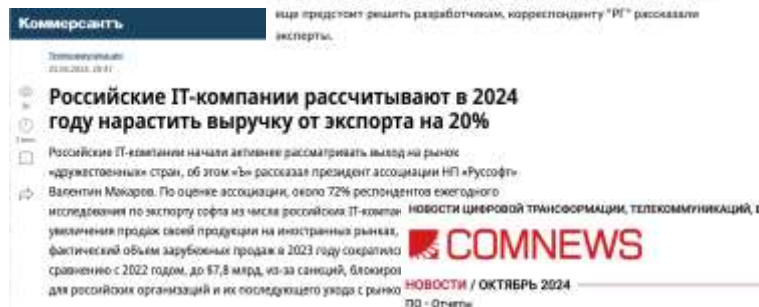 Коммерсантъ
еще предстоит решить разработчикам, корреспонденту "РГ" рассказали
эксперты.
Телекоммуникации
Российские IT-компании рассчитывают в 2024
году нарастить выручку от экспорта на 20%
Российские IT-компании начали активнее рассматривать выход на рынок
«дружественных» стран, об этом «Ъ» рассказал президент ассоциации НП «Руссофт»
Валентин Макаров. По оценке ассоциации, около 72% респондентов ежегодного
исследования по экспорту софта из числа российских IT-компан
увеличения продаж своей продукции на иностранных рынках,
фактический объем зарубежных продаж в 2023 году сократилс
сравнению с 2022 годом, до $7,8 млрд, из-за санкций, блокиров
для российских организаций и их последующего ухода с рынко
НОВОСТИ ЦИФРОВОЙ ТРАНСФОРМАЦИИ, ТЕЛЕКОММУНИКАЦИЙ,
COMNEWS
НОВОСТИ / ОКТЯБРЬ 2024
ПО - Отчеты